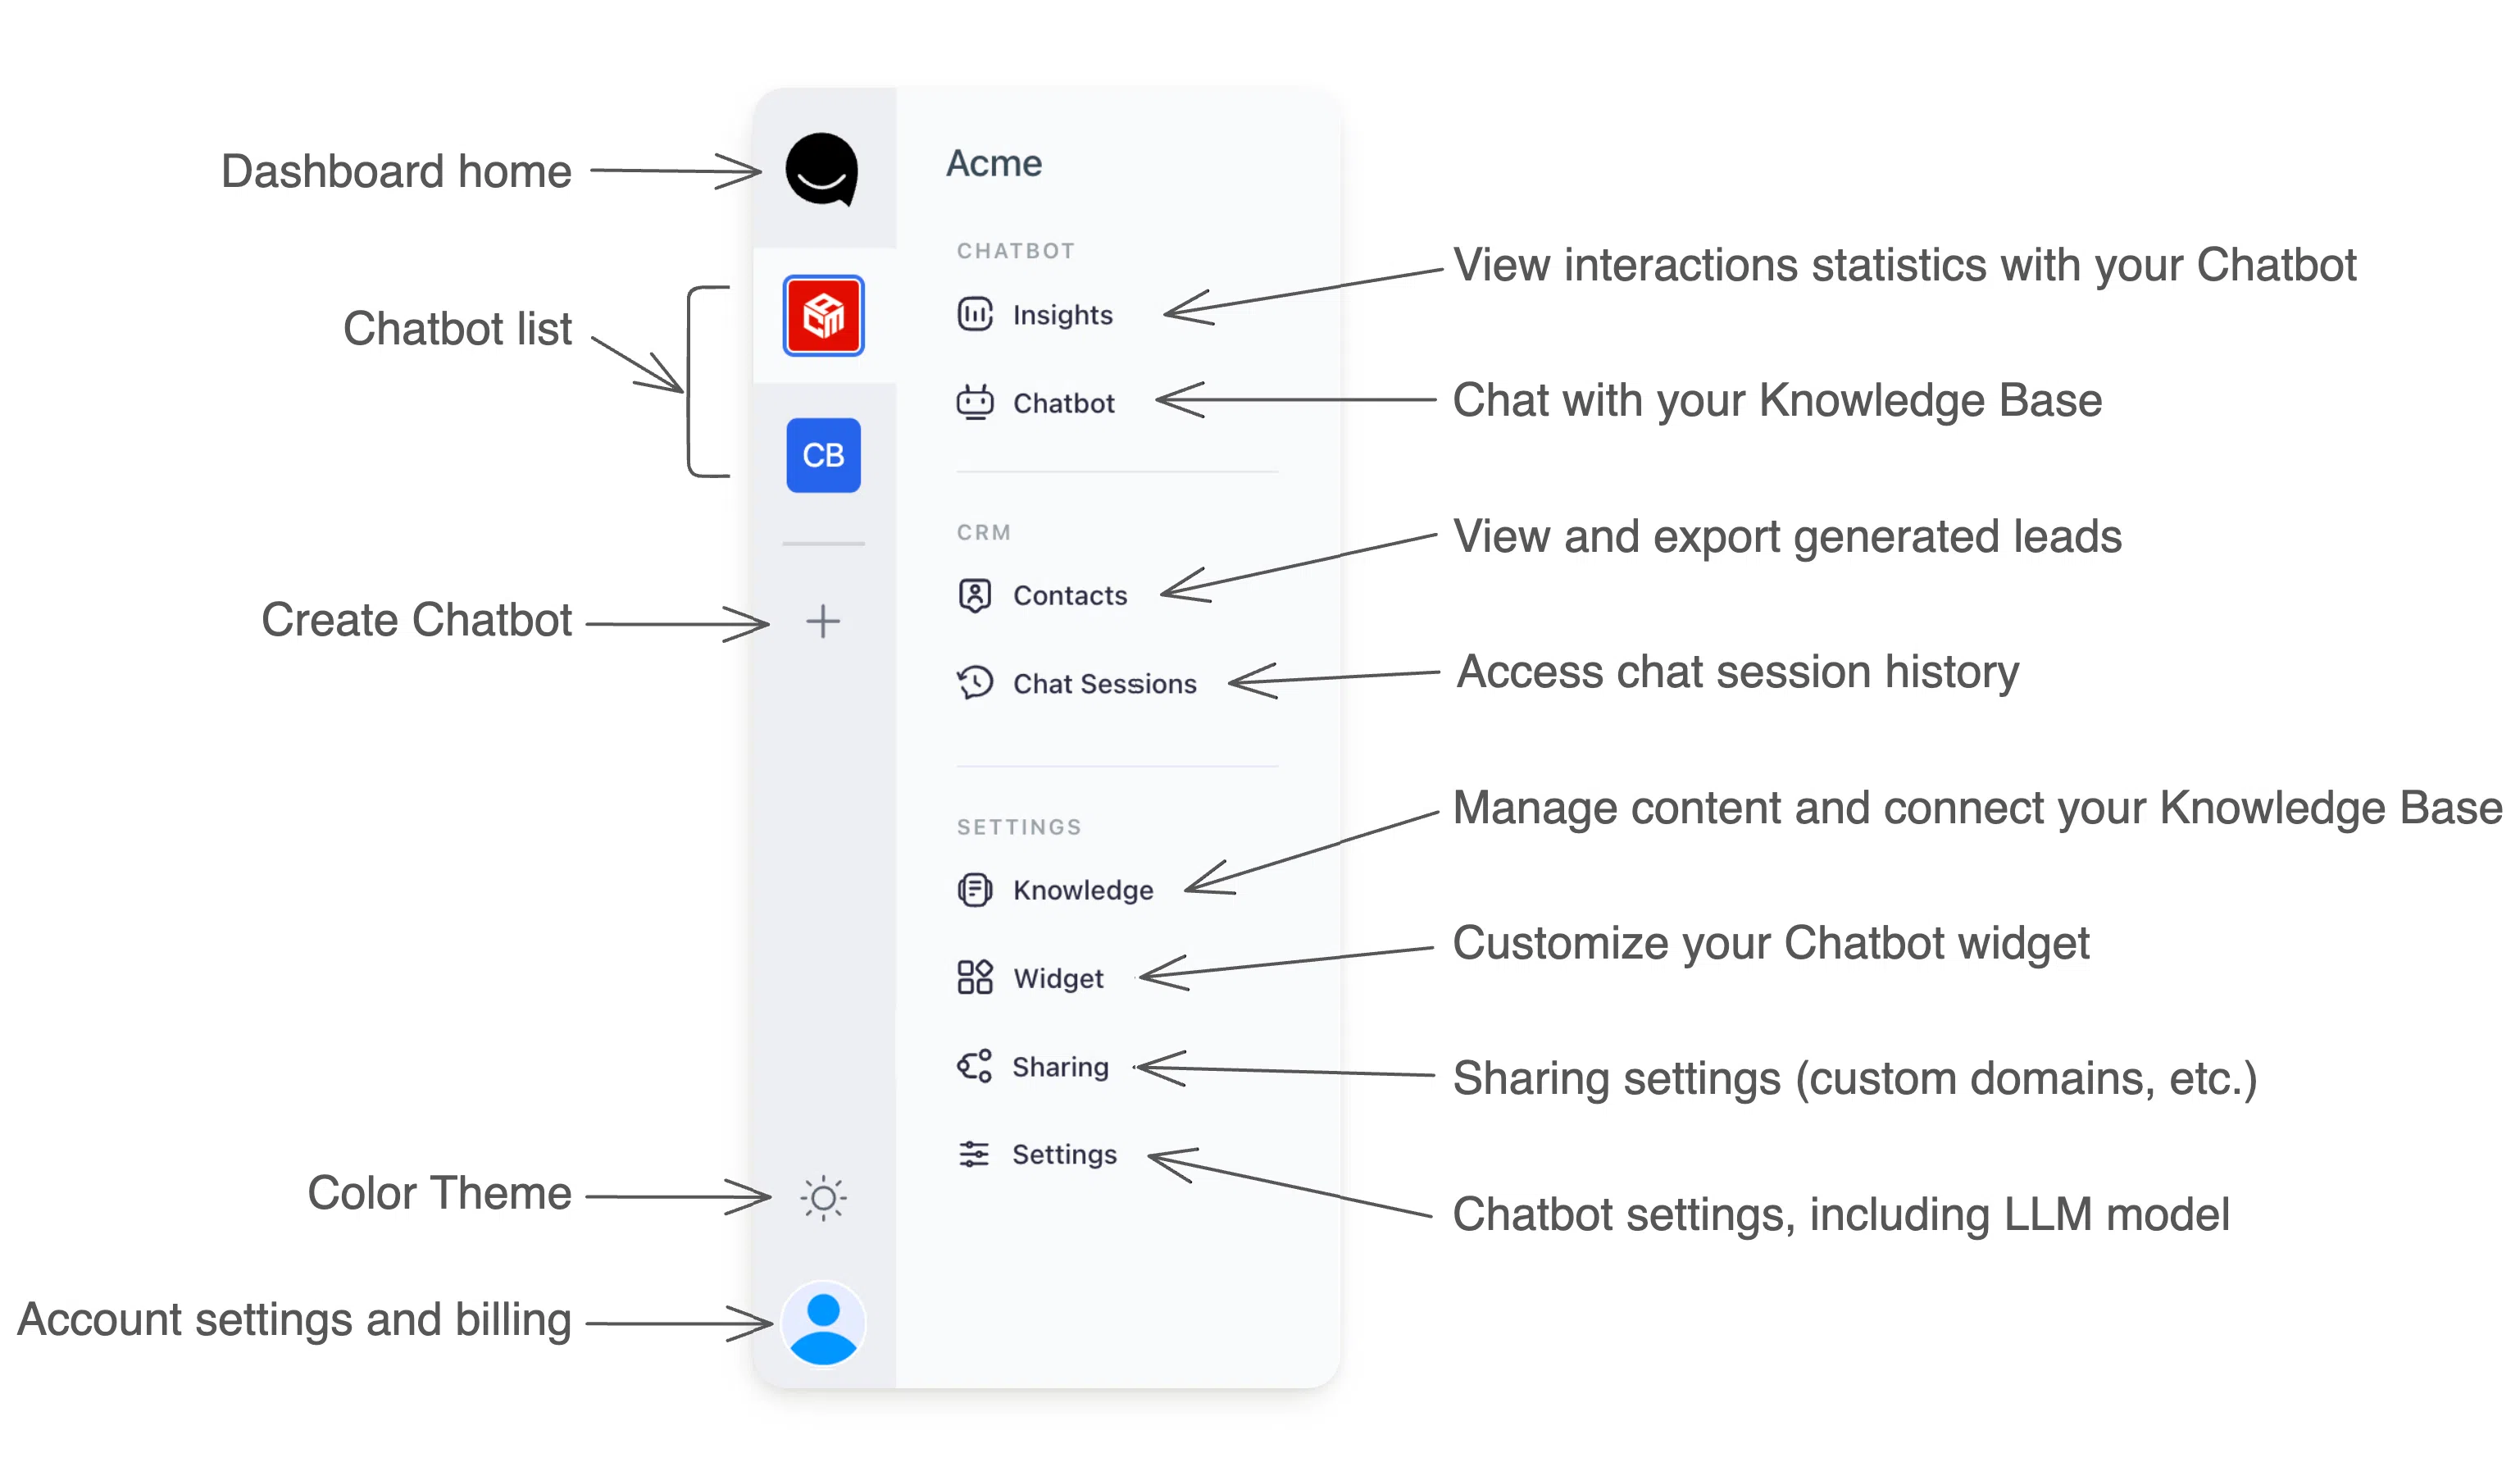 Dashboard home
Chatbot list
Create Chatbot
Color Theme
Account settings and billing
ACM
CB
Acme
CHATBOT
Insights
Chatbot
CRM
Contacts
Chat Sessions
SETTINGS
Knowledge
Widget
Sharing
Settings
View interactions statistics with your Chatbot
Chat with your Knowledge Base
View and export generated leads
Access chat session history
Manage content and connect your Knowledge Base
Customize your Chatbot widget
Sharing settings (custom domains, etc.)
Chatbot settings, including LLM model